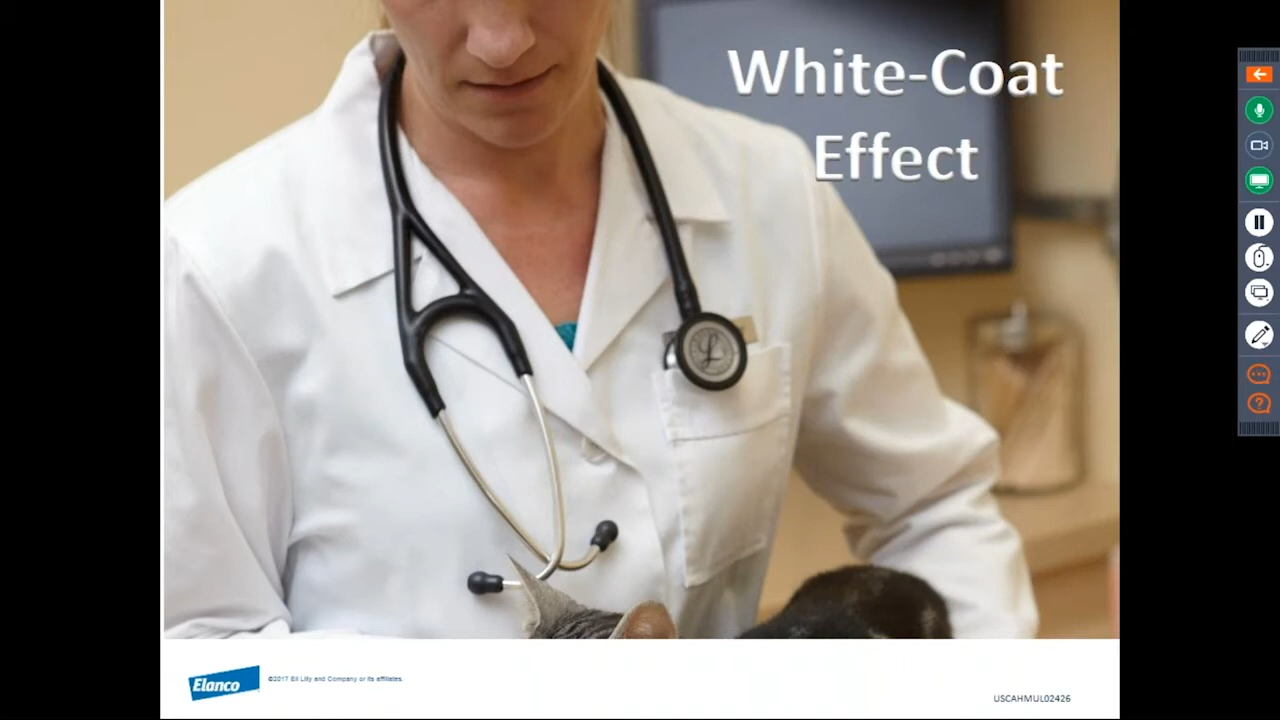 White-Coat
Effect
Elanco
©2017 Eli Lilly and Company or its affiliates.
USCAHMUL02426